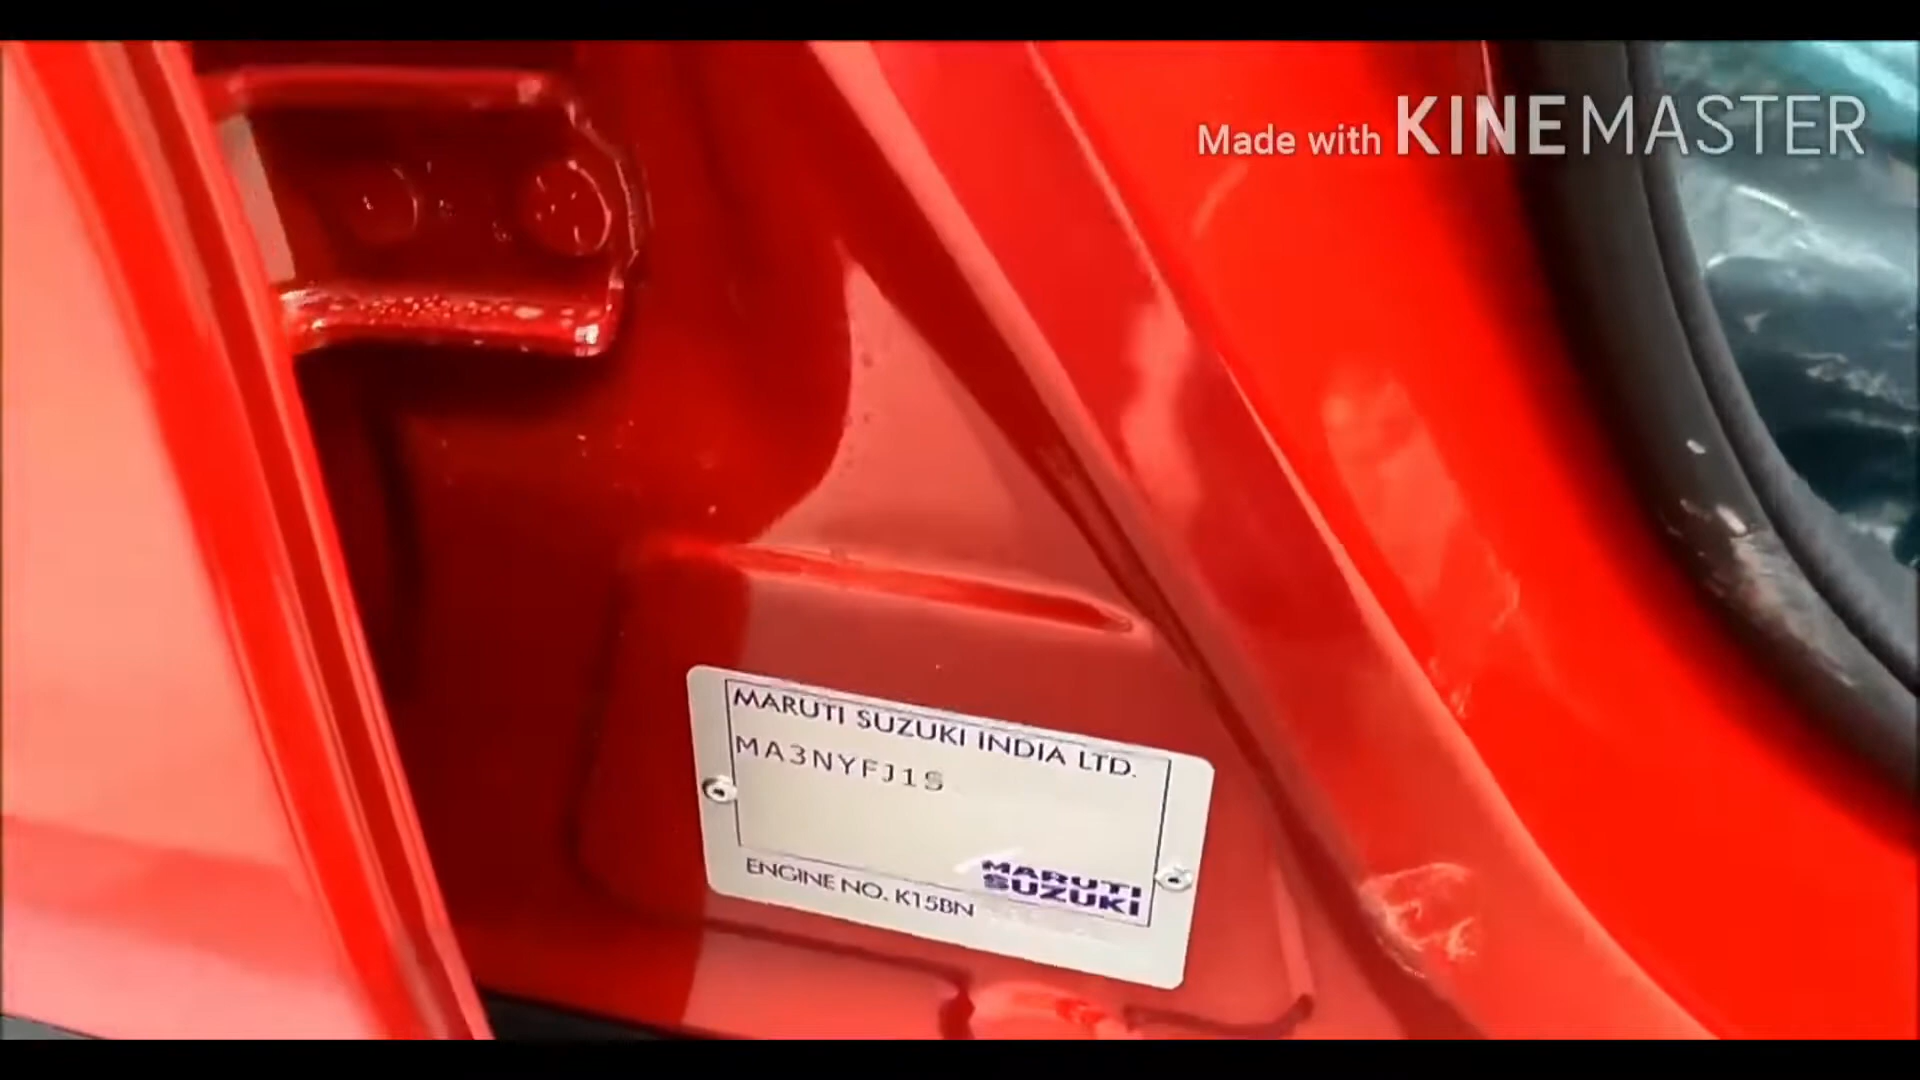 Made with KINEMASTER
MARUTI SUZUKI INDIA LTD.
MA3NYFJ1S
MARUTI
SUZUKI
ENGINE NO. K15BN